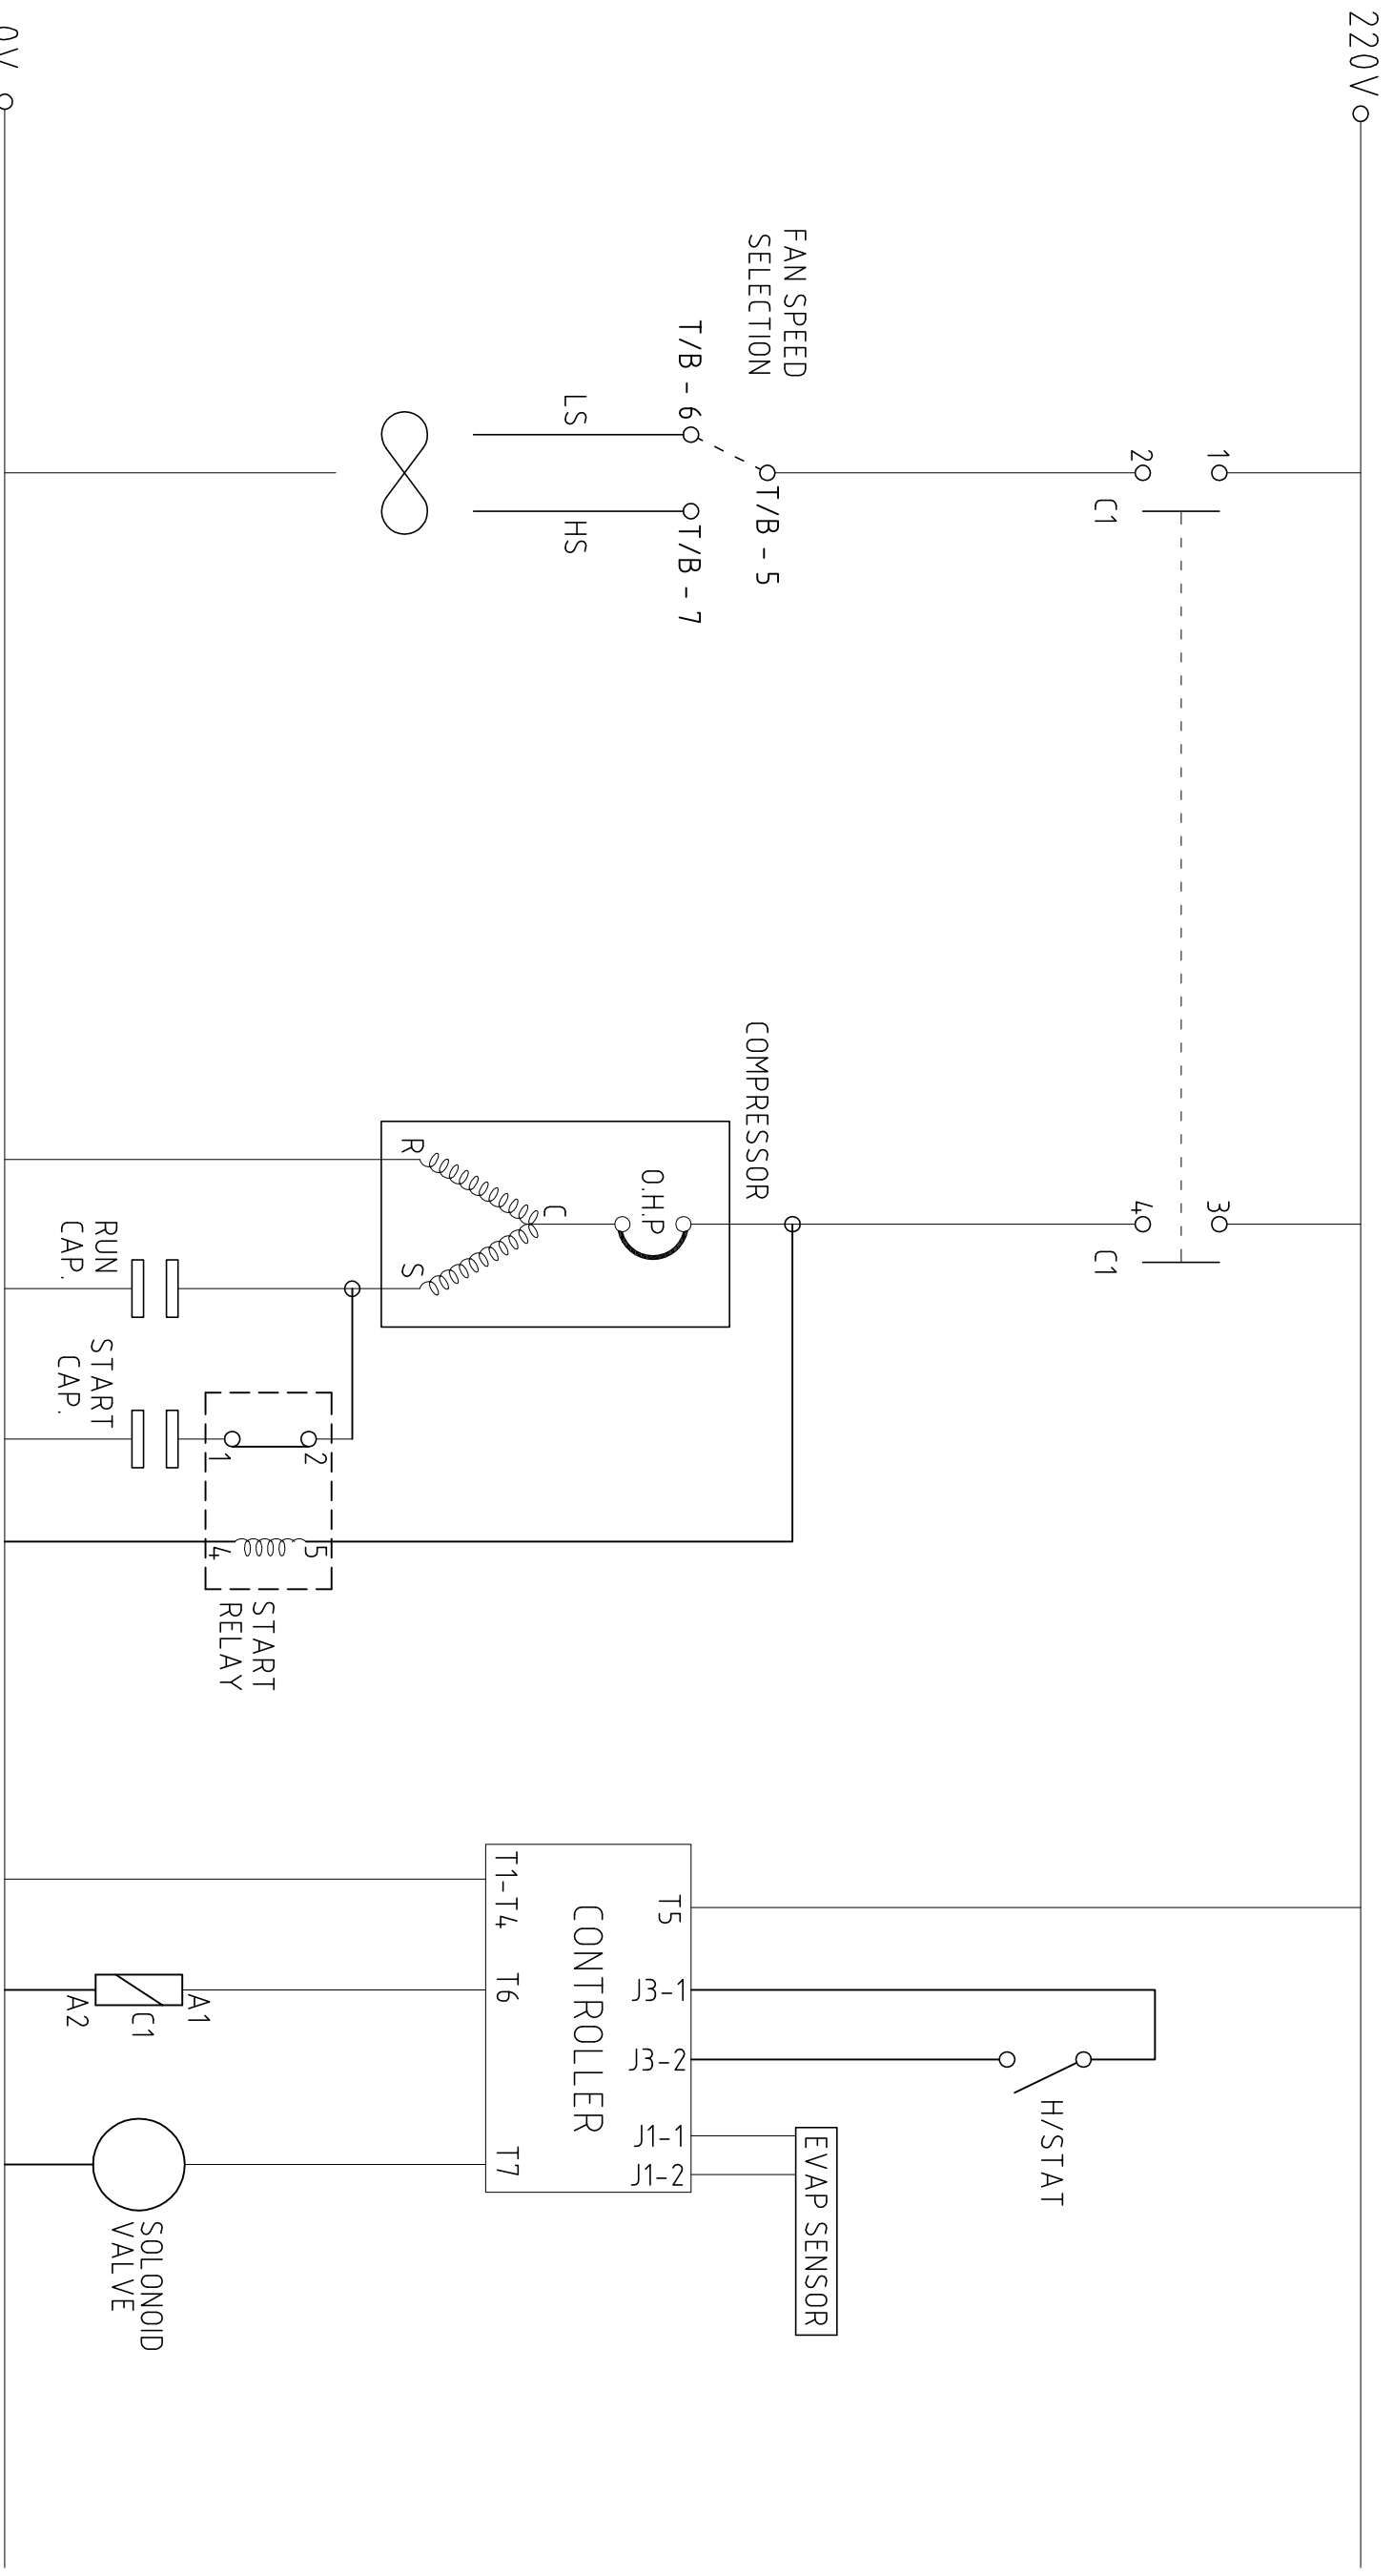 220V
0V
FAN SPEED
SELECTION
1
2
C1
T/B - 5
T/B - 6
T/B - 7
LS
HS
3
4
C1
COMPRESSOR
O.H.P
C
R
S
RUN
CAP.
START
CAP.
2
1
5
4
START
RELAY
H/STAT
EVAP SENSOR
T5
J3-1
J3-2
J1-1
J1-2
CONTROLLER
T1-T4
T6
T7
A1
C1
A2
SOLONOID
VALVE